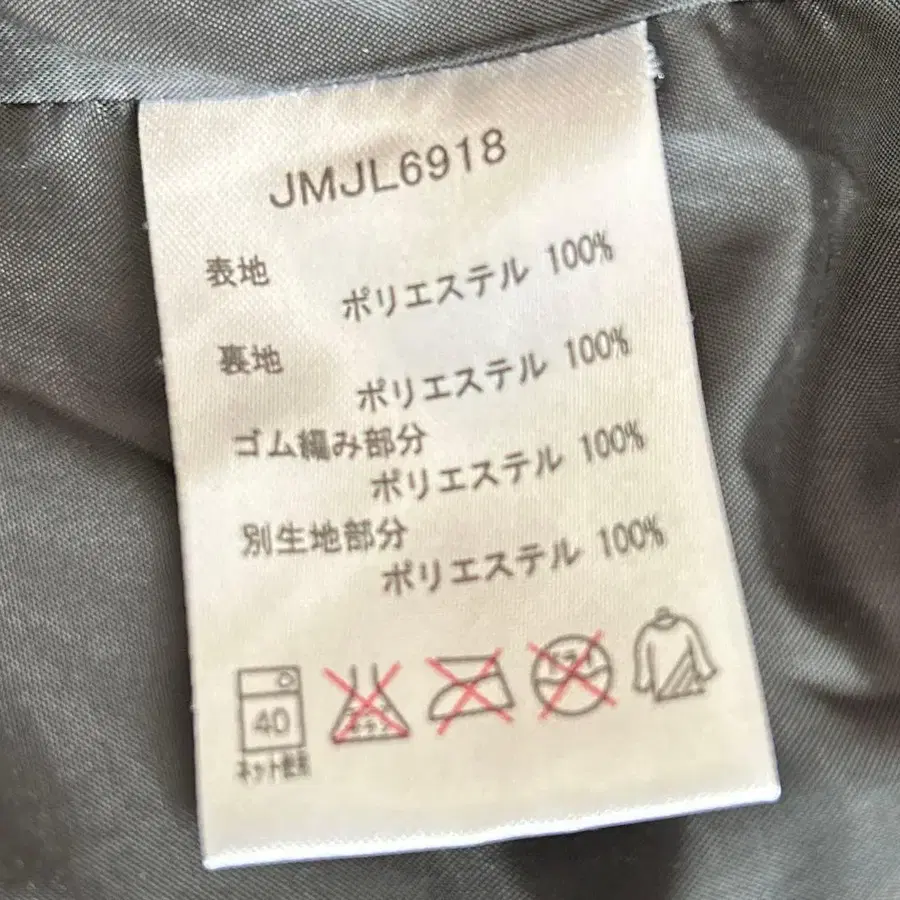 JMJL6918
表地
ポリエステル 100%
裏地
ポリエステル 100%
ゴム編み部分
ポリエステル 100%
別生地部分
ポリエステル 100%
40
ネット使用